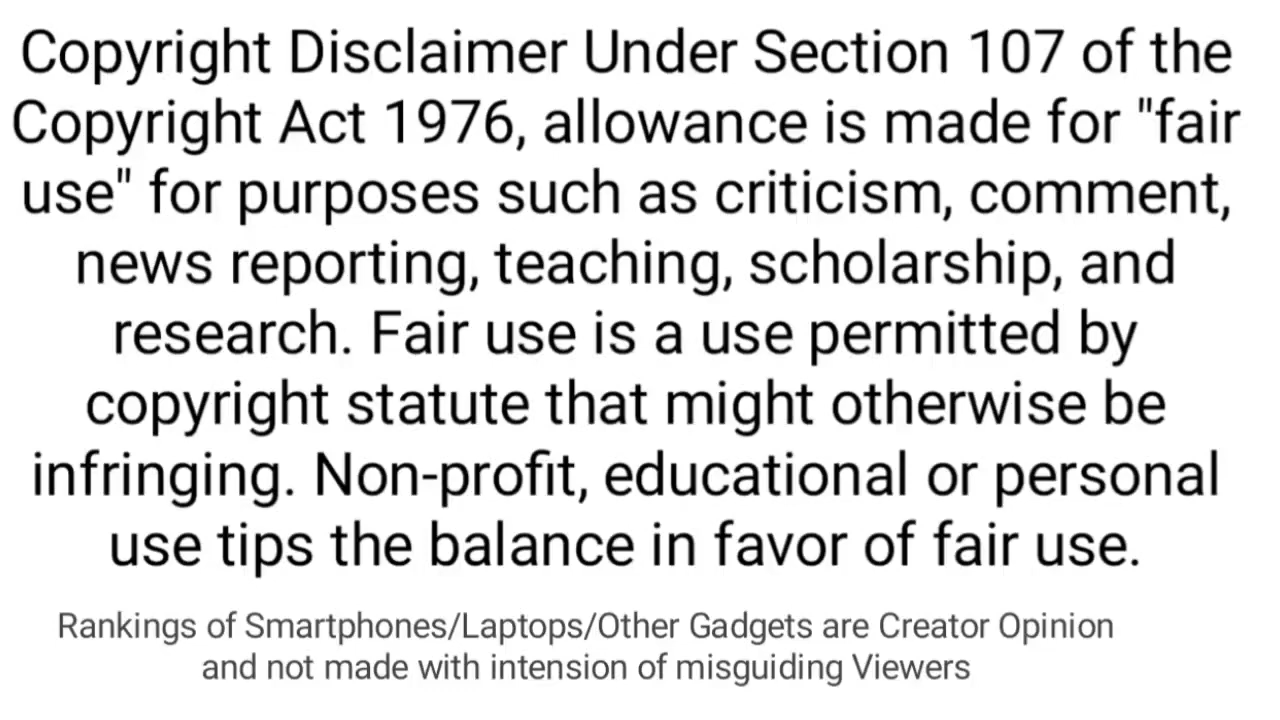 Copyright Disclaimer Under Section 107 of the
Copyright Act 1976, allowance is made for "fair
use" for purposes such as criticism, comment,
news reporting, teaching, scholarship, and
research. Fair use is a use permitted by
copyright statute that might otherwise be
infringing. Non-profit, educational or personal
use tips the balance in favor of fair use.
Rankings of Smartphones/Laptops/Other Gadgets are Creator Opinion
and not made with intension of misguiding Viewers